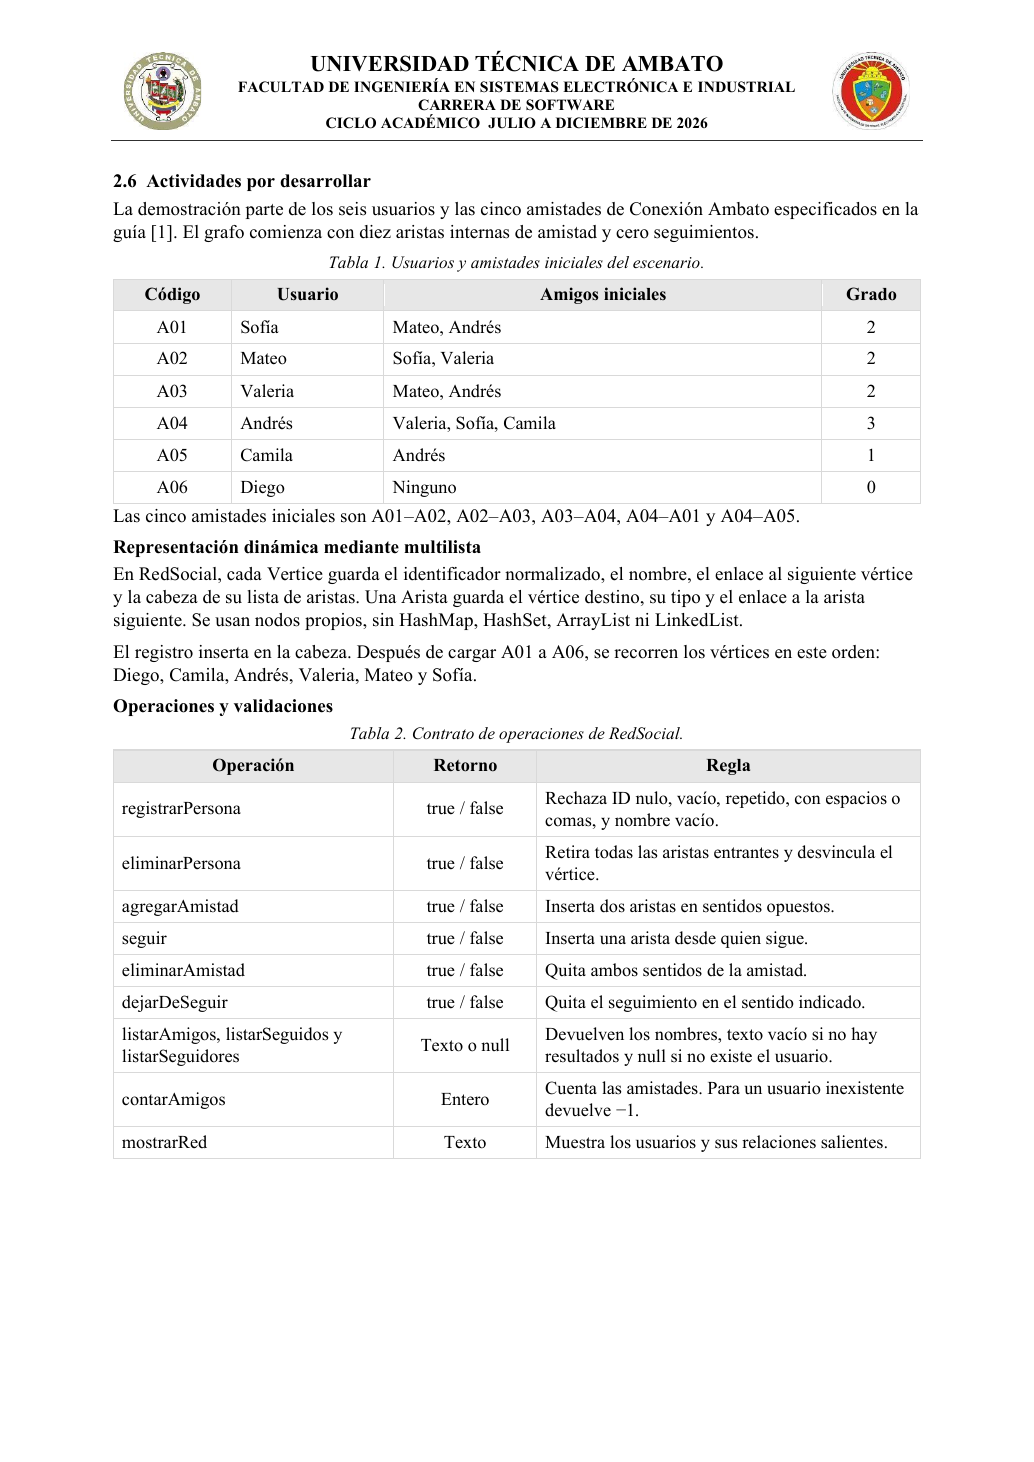 UNIVERSIDAD TÉCNICA DE AMBATO
FACULTAD DE INGENIERÍA EN SISTEMAS ELECTRÓNICA E INDUSTRIAL
CARRERA DE SOFTWARE
CICLO ACADÉMICO JULIO A DICIEMBRE DE 2026
2.6 Actividades por desarrollar
La demostración parte de los seis usuarios y las cinco amistades de Conexión Ambato especificados en la
guía [1]. El grafo comienza con diez aristas internas de amistad y cero seguimientos.
Tabla 1. Usuarios y amistades iniciales del escenario.
Código Usuario Amigos iniciales Grado
A01 Sofía Mateo, Andrés 2
A02 Mateo Sofía, Valeria 2
A03 Valeria Mateo, Andrés 2
A04 Andrés Valeria, Sofía, Camila 3
A05 Camila Andrés 1
A06 Diego Ninguno 0
Las cinco amistades iniciales son A01–A02, A02–A03, A03–A04, A04–A01 y A04–A05.
Representación dinámica mediante multilista
En RedSocial, cada Vertice guarda el identificador normalizado, el nombre, el enlace al siguiente vértice
y la cabeza de su lista de aristas. Una Arista guarda el vértice destino, su tipo y el enlace a la arista
siguiente. Se usan nodos propios, sin HashMap, HashSet, ArrayList ni LinkedList.
El registro inserta en la cabeza. Después de cargar A01 a A06, se recorren los vértices en este orden:
Diego, Camila, Andrés, Valeria, Mateo y Sofía.
Operaciones y validaciones
Tabla 2. Contrato de operaciones de RedSocial.
Operación Retorno Regla
registrarPersona true / false Rechaza ID nulo, vacío, repetido, con espacios o
comas, y nombre vacío.
eliminarPersona true / false Retira todas las aristas entrantes y desvincula el
vértice.
agregarAmistad true / false Inserta dos aristas en sentidos opuestos.
seguir true / false Inserta una arista desde quien sigue.
eliminarAmistad true / false Quita ambos sentidos de la amistad.
dejarDeSeguir true / false Quita el seguimiento en el sentido indicado.
listarAmigos, listarSeguidos y
listarSeguidores Texto o null Devuelven los nombres, texto vacío si no hay
resultados y null si no existe el usuario.
contarAmigos Entero Cuenta las amistades. Para un usuario inexistente
devuelve −1.
mostrarRed Texto Muestra los usuarios y sus relaciones salientes.